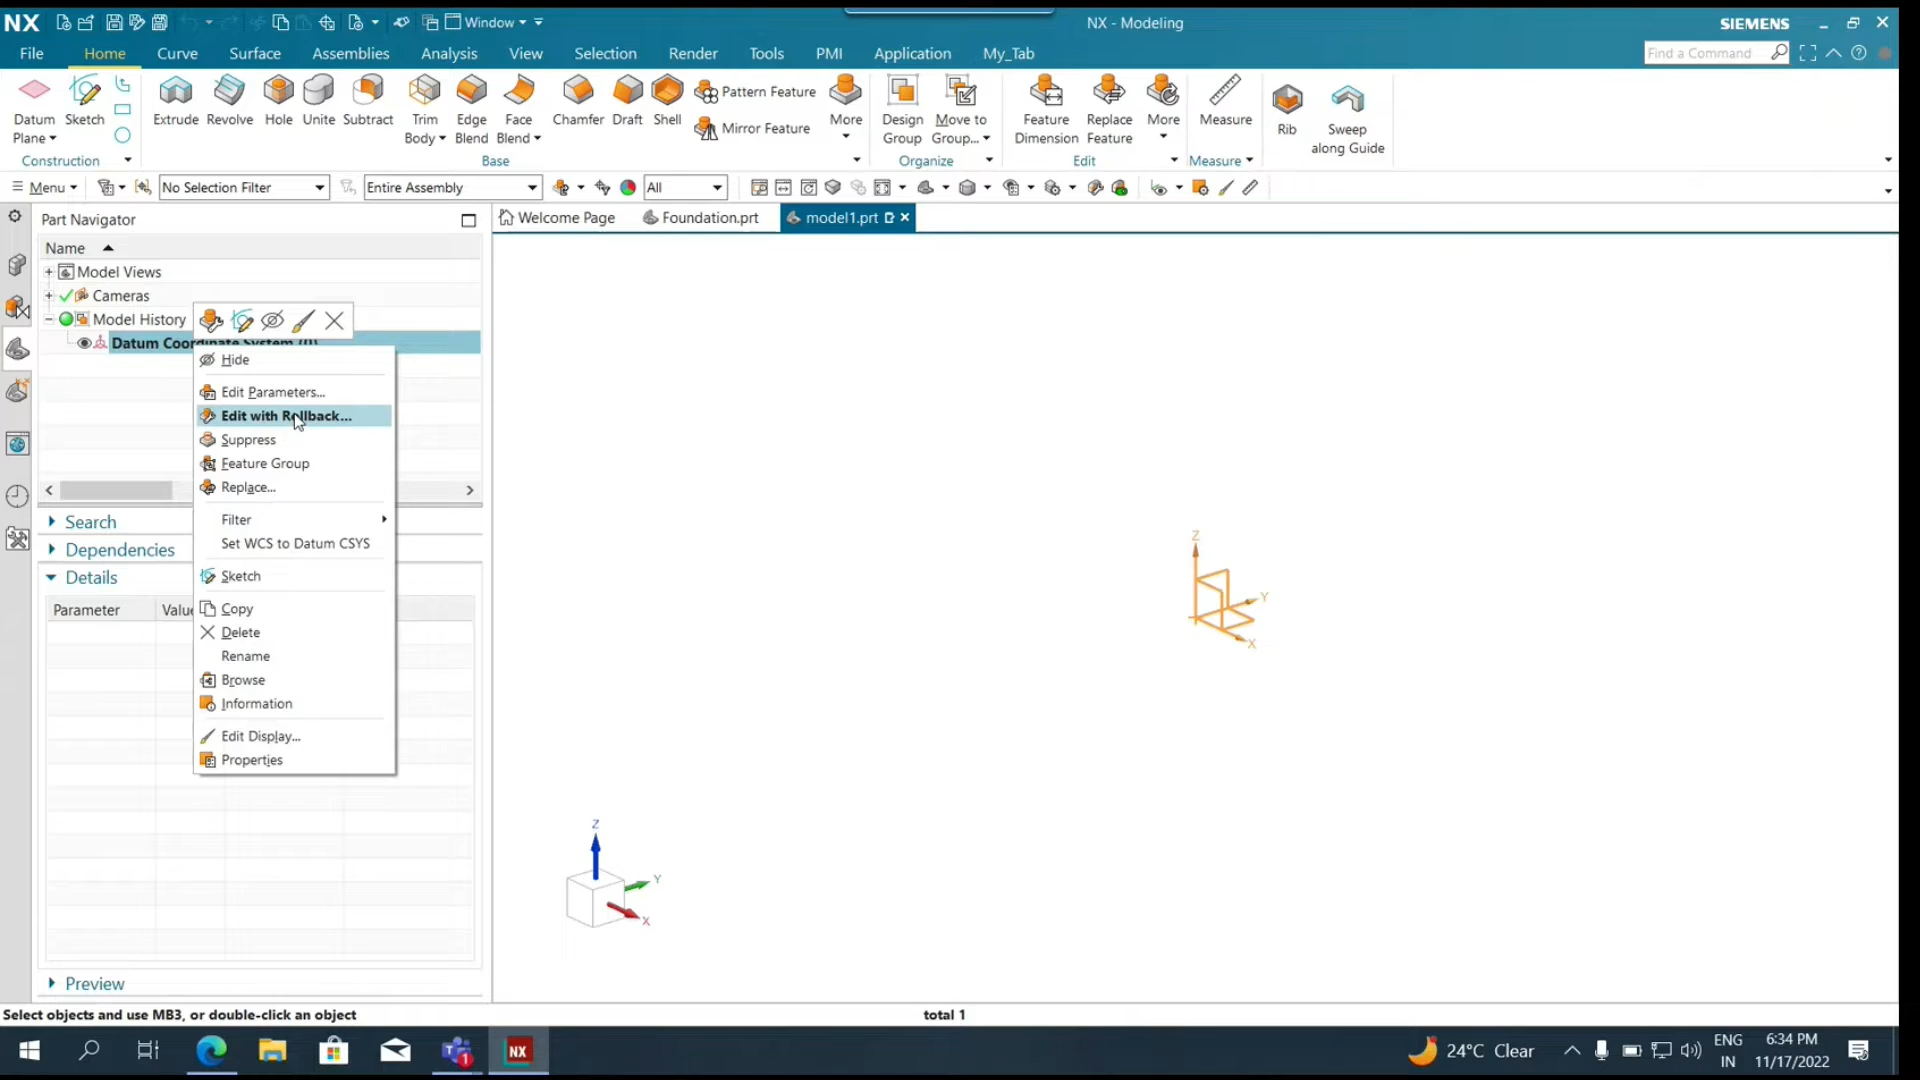 NX Window NX - Modeling SIEMENS
File Home Curve Surface Assemblies Analysis View Selection Render Tools PMI Application My_Tab Find a Command
Datum Plane Sketch Extrude Revolve Hole Unite Subtract Trim Body Edge Blend Face Blend Chamfer Draft Shell Pattern Feature Mirror Feature More Design Group Move to Group... Feature Dimension Replace Feature More Measure Rib Sweep along Guide
Construction Base Organize Edit Measure
Menu No Selection Filter Entire Assembly All
Part Navigator Welcome Page Foundation.prt model1.prt
Name
Model Views
Cameras
Model History
Datum Coordinate System (0)
Hide
Edit Parameters...
Edit with Rollback...
Suppress
Feature Group
Replace...
Filter
Set WCS to Datum CSYS
Sketch
Copy
Delete
Rename
Browse
Information
Edit Display...
Properties
Search
Dependencies
Details
Parameter Value
Preview
Z
Y
X
Z
Y
X
Select objects and use MB3, or double-click an object total 1
NX 1 24°C Clear ENG IN 6:34 PM 11/17/2022